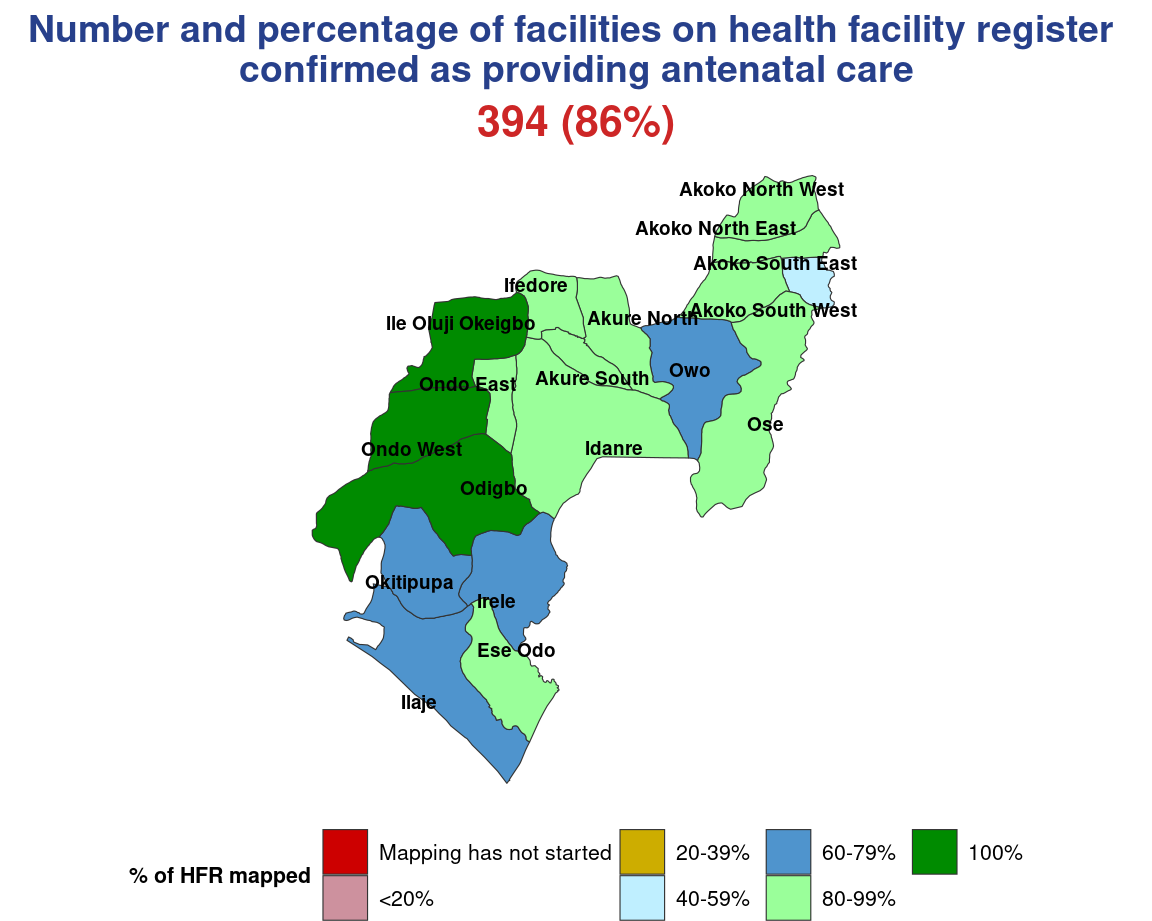 Number and percentage of facilities on health facility register
confirmed as providing antenatal care
394 (86%)
Akoko North West
Akoko North East
Akoko South East
Ifedore
Akoko South West
Akure North
Ile Oluji Okeigbo
Owo
Akure South
Ondo East
Ose
Idanre
Ondo West
Odigbo
Okitipupa
Irele
Ese Odo
Ilaje
% of HFR mapped
Mapping has not started
<20%
20-39%
40-59%
60-79%
80-99%
100%